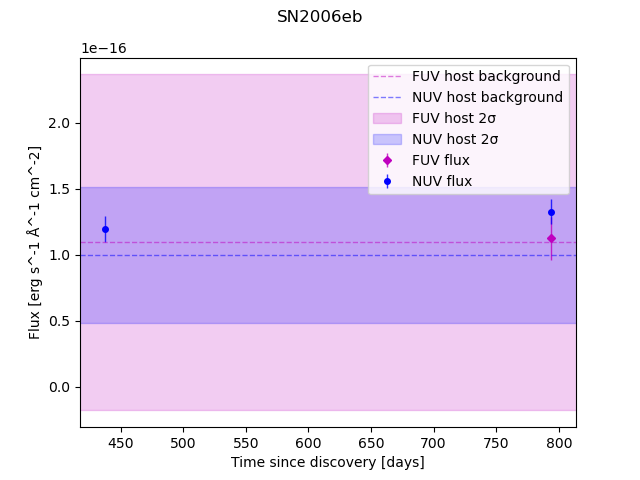 SN2006eb
1e−16
FUV host background
NUV host background
FUV host 2σ
NUV host 2σ
FUV flux
NUV flux
Flux [erg s^-1 Å^-1 cm^-2]
2.0
1.5
1.0
0.5
0.0
450
500
550
600
650
700
750
800
Time since discovery [days]